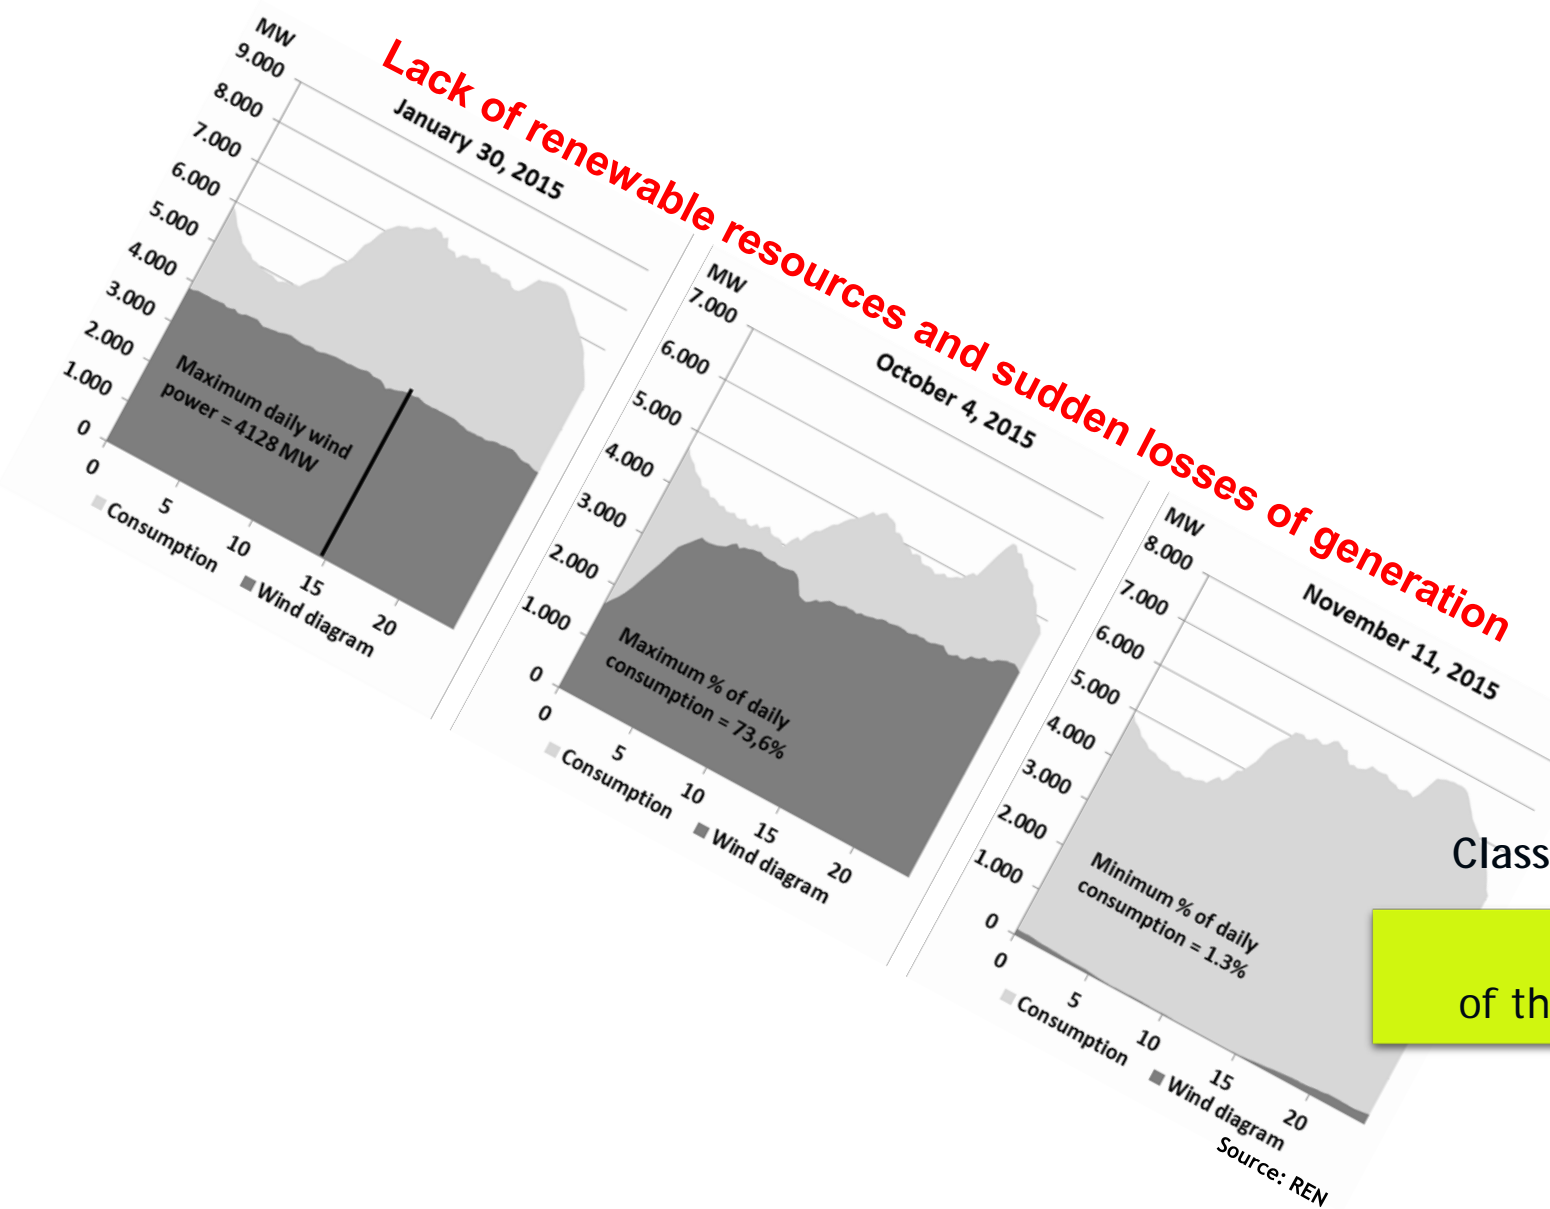 Lack of renewable resources and sudden losses of generation
MW
9.000
8.000
7.000
6.000
5.000
4.000
3.000
2.000
1.000
0
January 30, 2015
Maximum daily wind
power = 4128 MW
0
5
10
15
20
Consumption
Wind diagram
MW
7.000
6.000
5.000
4.000
3.000
2.000
1.000
0
October 4, 2015
Maximum % of daily
consumption = 73,6%
0
5
10
15
20
Consumption
Wind diagram
MW
8.000
7.000
6.000
5.000
4.000
3.000
2.000
1.000
0
November 11, 2015
Minimum % of daily
consumption = 1.3%
0
5
10
15
20
Consumption
Wind diagram
Source: REN
Class
of th